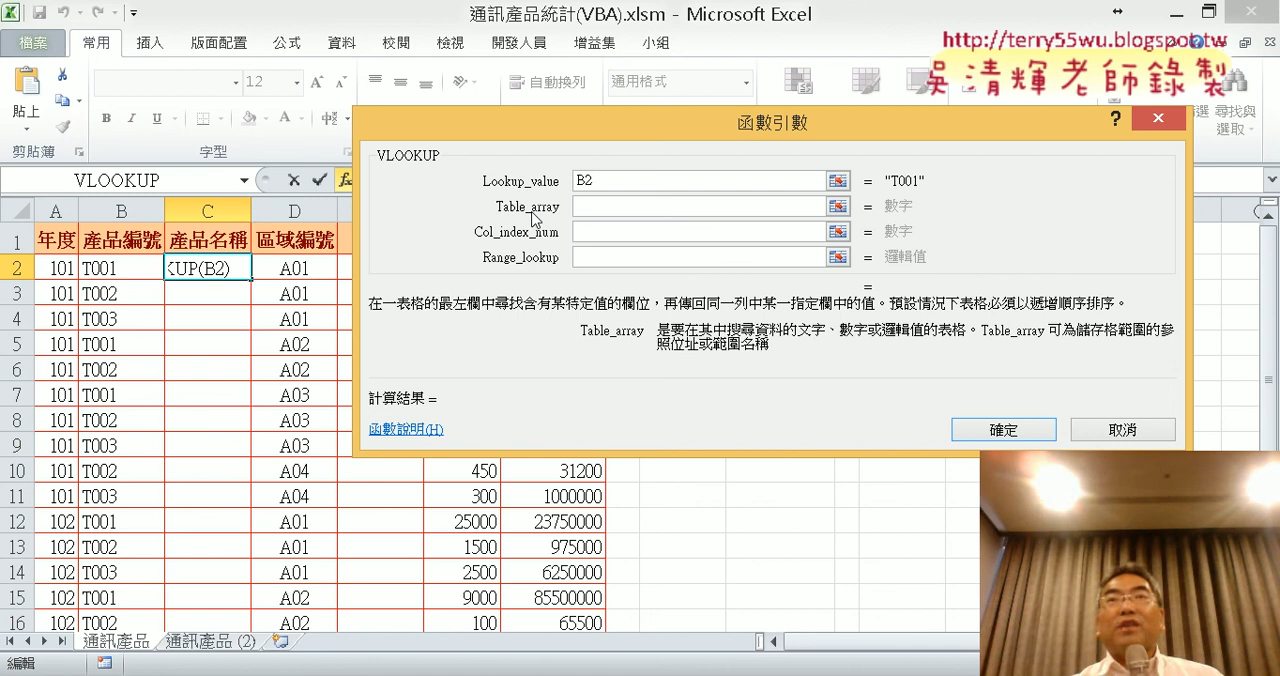 通訊產品統計(VBA).xlsm - Microsoft Excel
檔案 常用 插入 版面配置 公式 資料 校閱 檢視 開發人員 增益集 小組
http://terry55wu.blogspot.tw
吳清輝老師錄製
貼上 12 A A 自動換列 通用格式
B I U A 中 尋找與
選取
剪貼簿 字型
VLOOKUP fx
函數引數 ?
VLOOKUP
Lookup_value B2 = "T001"
Table_array = 數字
Col_index_num = 數字
Range_lookup = 邏輯值
=
在一表格的最左欄中尋找含有某特定值的欄位，再傳回同一列中某一指定欄中的值。預設情況下表格必須以遞增順序排序。
Table_array 是要在其中搜尋資料的文字、數字或邏輯值的表格。Table_array 可為儲存格範圍的參
照位址或範圍名稱
計算結果 =
函數說明(H) 確定 取消
A B C D
1 年度 產品編號 產品名稱 區域編號
2 101 T001 KUP(B2) A01
3 101 T002 A01
4 101 T003 A01
5 101 T001 A02
6 101 T002 A02
7 101 T001 A03
8 101 T002 A03
9 101 T003 A03
10 101 T002 A04 450 31200
11 101 T003 A04 300 1000000
12 102 T001 A01 25000 23750000
13 102 T002 A01 1500 975000
14 102 T003 A01 2500 6250000
15 102 T001 A02 9000 85500000
16 102 T002 A02 100 65500
通訊產品 通訊產品 (2)
編輯